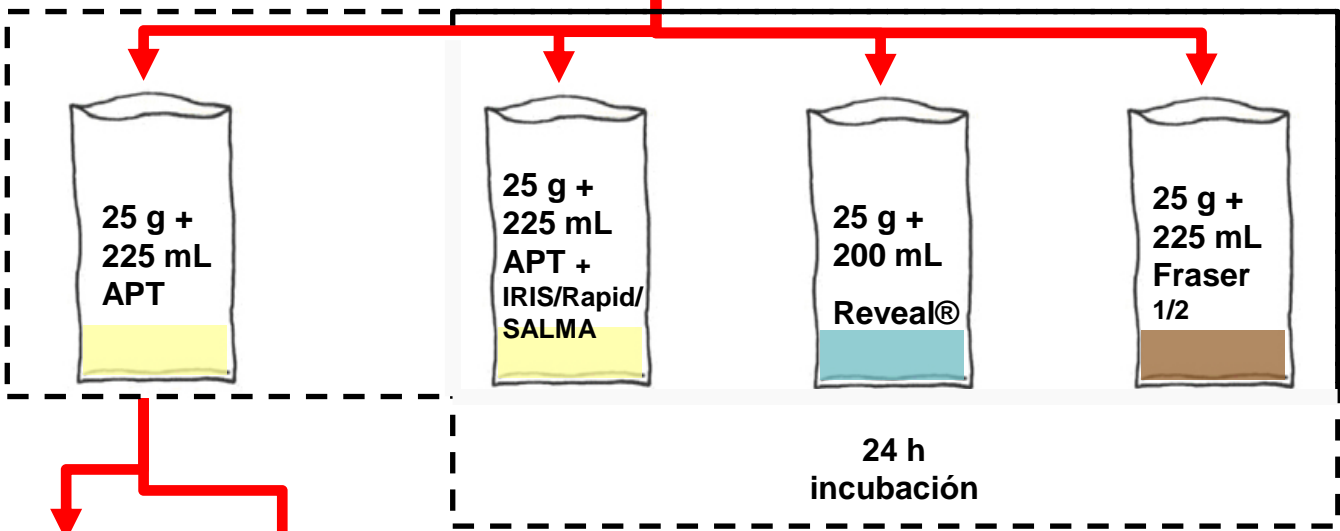 25 g +
225 mL
APT
25 g +
225 mL
APT +
IRIS/Rapid/
SALMA
25 g +
200 mL
Reveal®
25 g +
225 mL
Fraser
1/2
24 h
incubación